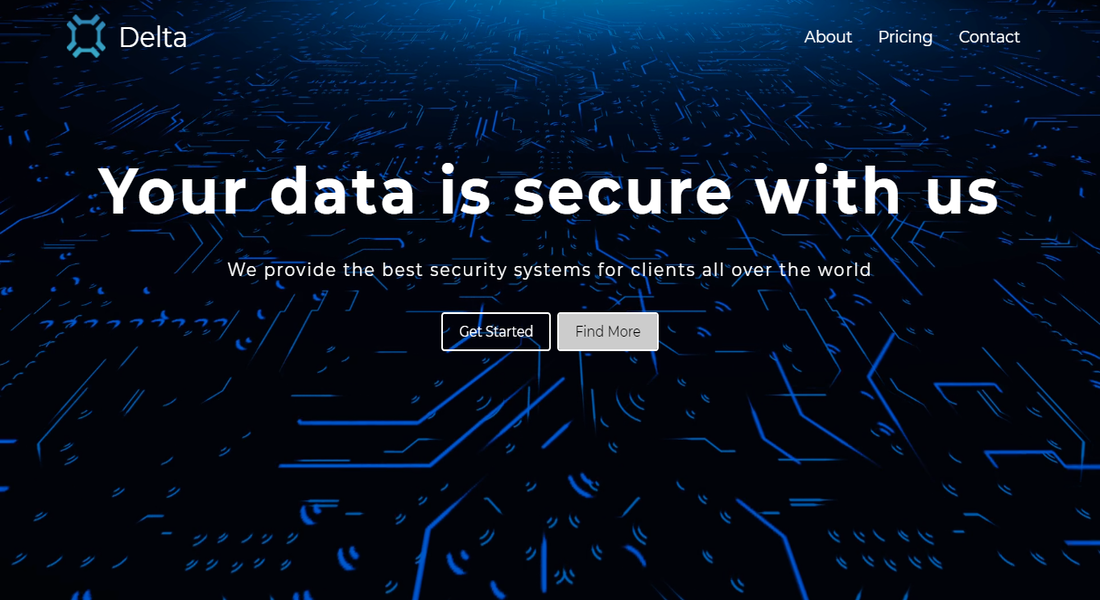 Delta
About Pricing Contact
Your data is secure with us
We provide the best security systems for clients all over the world
Get Started Find More